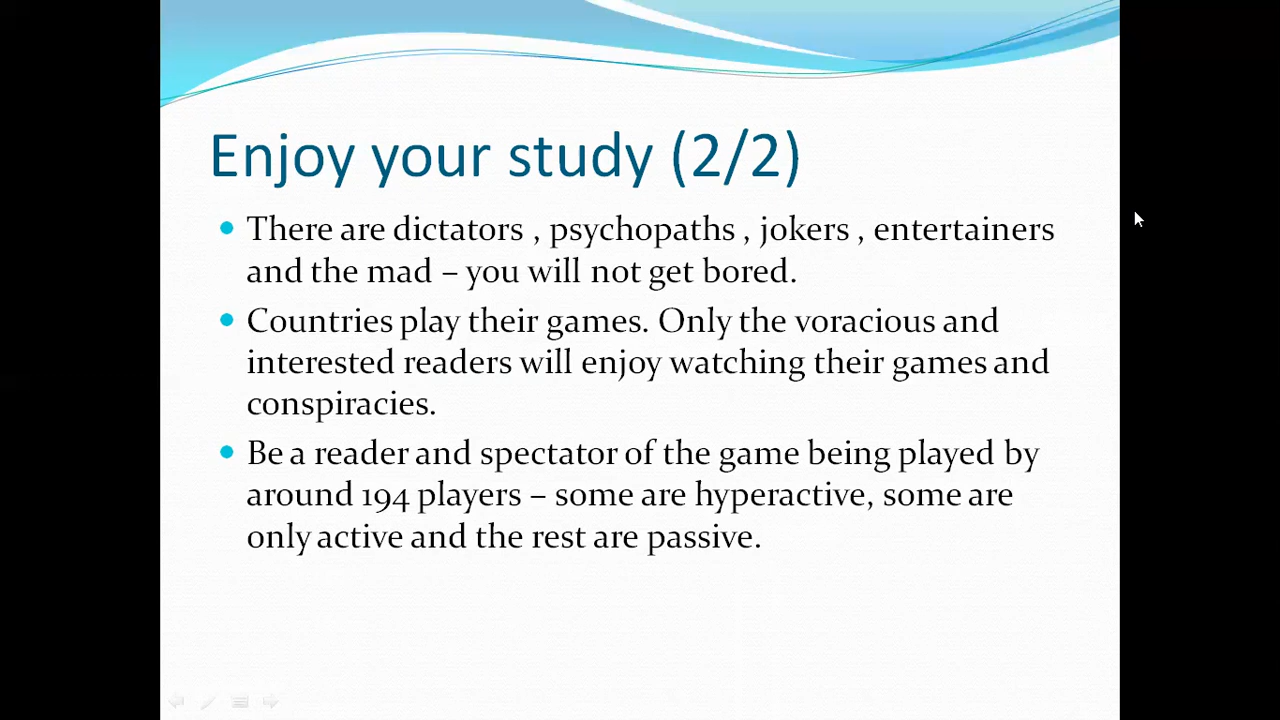 Enjoy your study (2/2)
There are dictators , psychopaths , jokers , entertainers
and the mad – you will not get bored.
Countries play their games. Only the voracious and
interested readers will enjoy watching their games and
conspiracies.
Be a reader and spectator of the game being played by
around 194 players – some are hyperactive, some are
only active and the rest are passive.